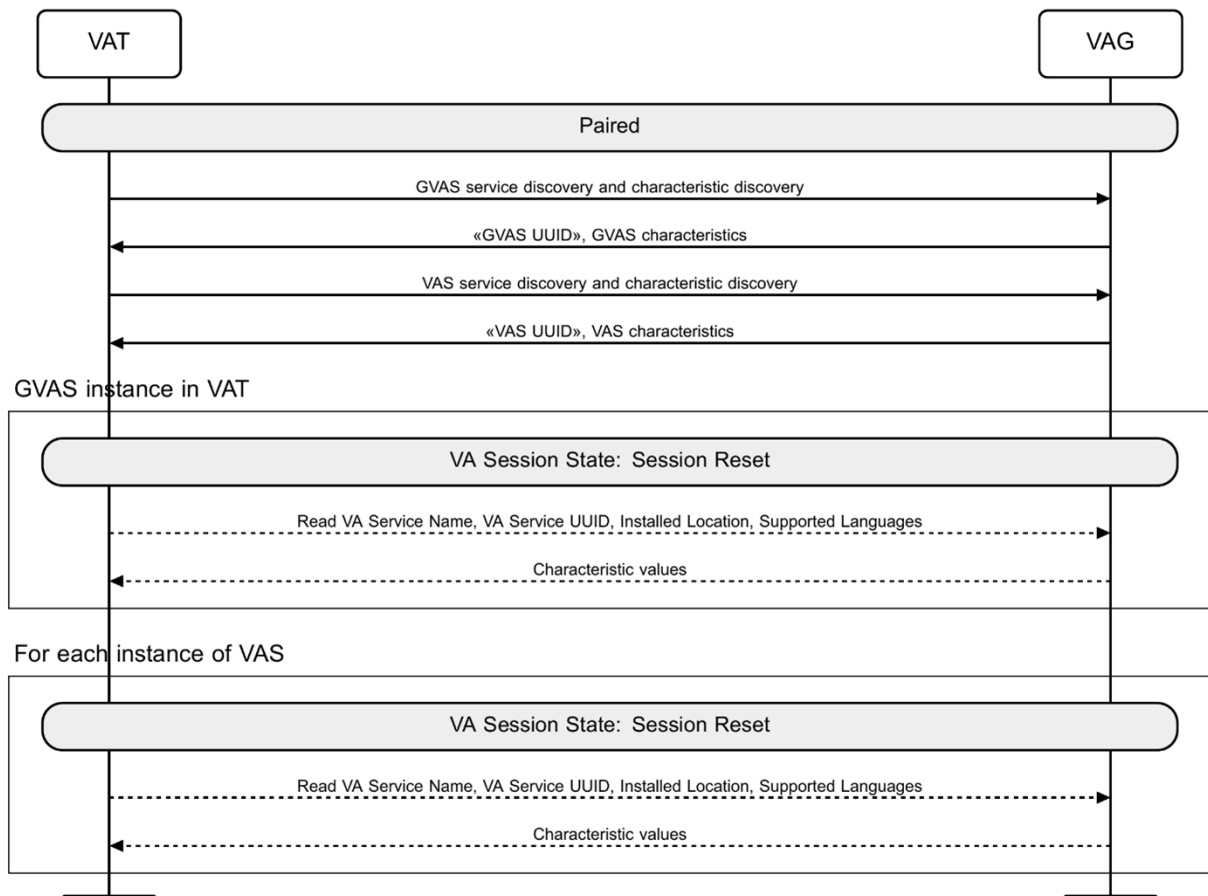 VAT
VAG
Paired
GVAS service discovery and characteristic discovery
«GVAS UUID», GVAS characteristics
VAS service discovery and characteristic discovery
«VAS UUID», VAS characteristics
GVAS instance in VAT
VA Session State: Session Reset
Read VA Service Name, VA Service UUID, Installed Location, Supported Languages
Characteristic values
For each instance of VAS
VA Session State: Session Reset
Read VA Service Name, VA Service UUID, Installed Location, Supported Languages
Characteristic values